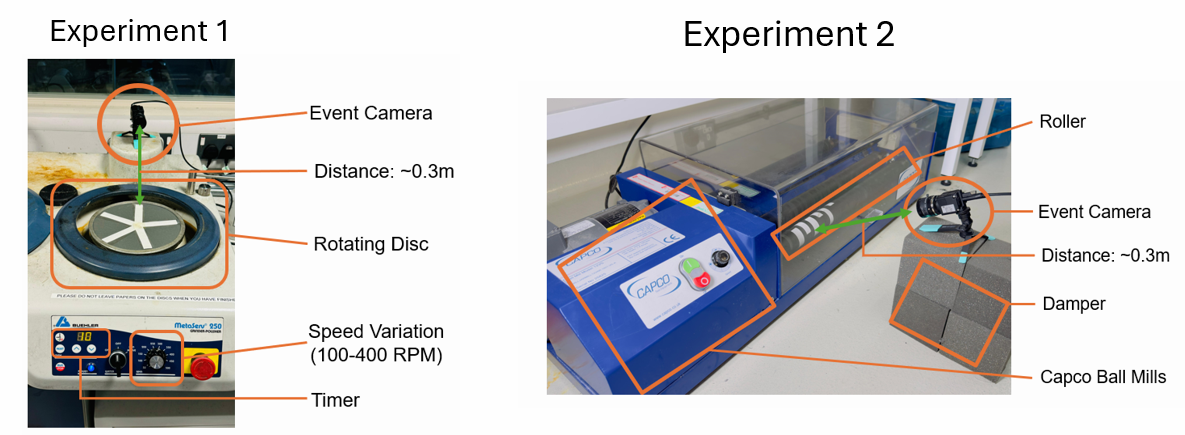 Experiment 1
Event Camera
Distance: ~0.3m
Rotating Disc
PLEASE DO NOT LEAVE PAPERS ON THE DISCS WHEN YOU HAVE FINISH
BUEHLER
MetaServ 250
Speed Variation
(100-400 RPM)
Timer
Experiment 2
Roller
Event Camera
Distance: ~0.3m
Damper
Capco Ball Mills
CAPCO
CAPCO